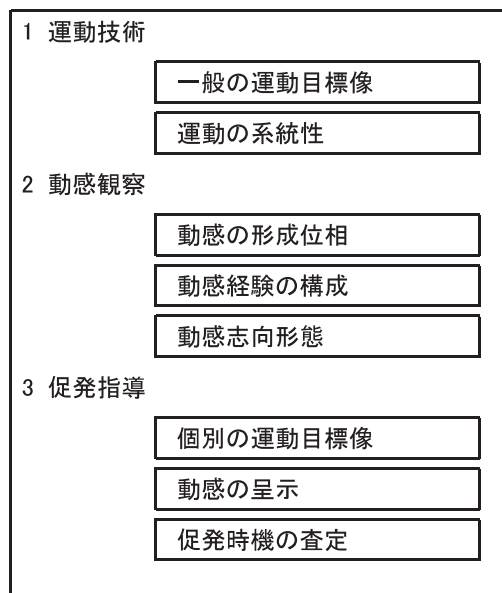 1 運動技術
一般の運動目標像
運動の系統性
2 動感観察
動感の形成位相
動感経験の構成
動感志向形態
3 促発指導
個別の運動目標像
動感の呈示
促発時機の査定